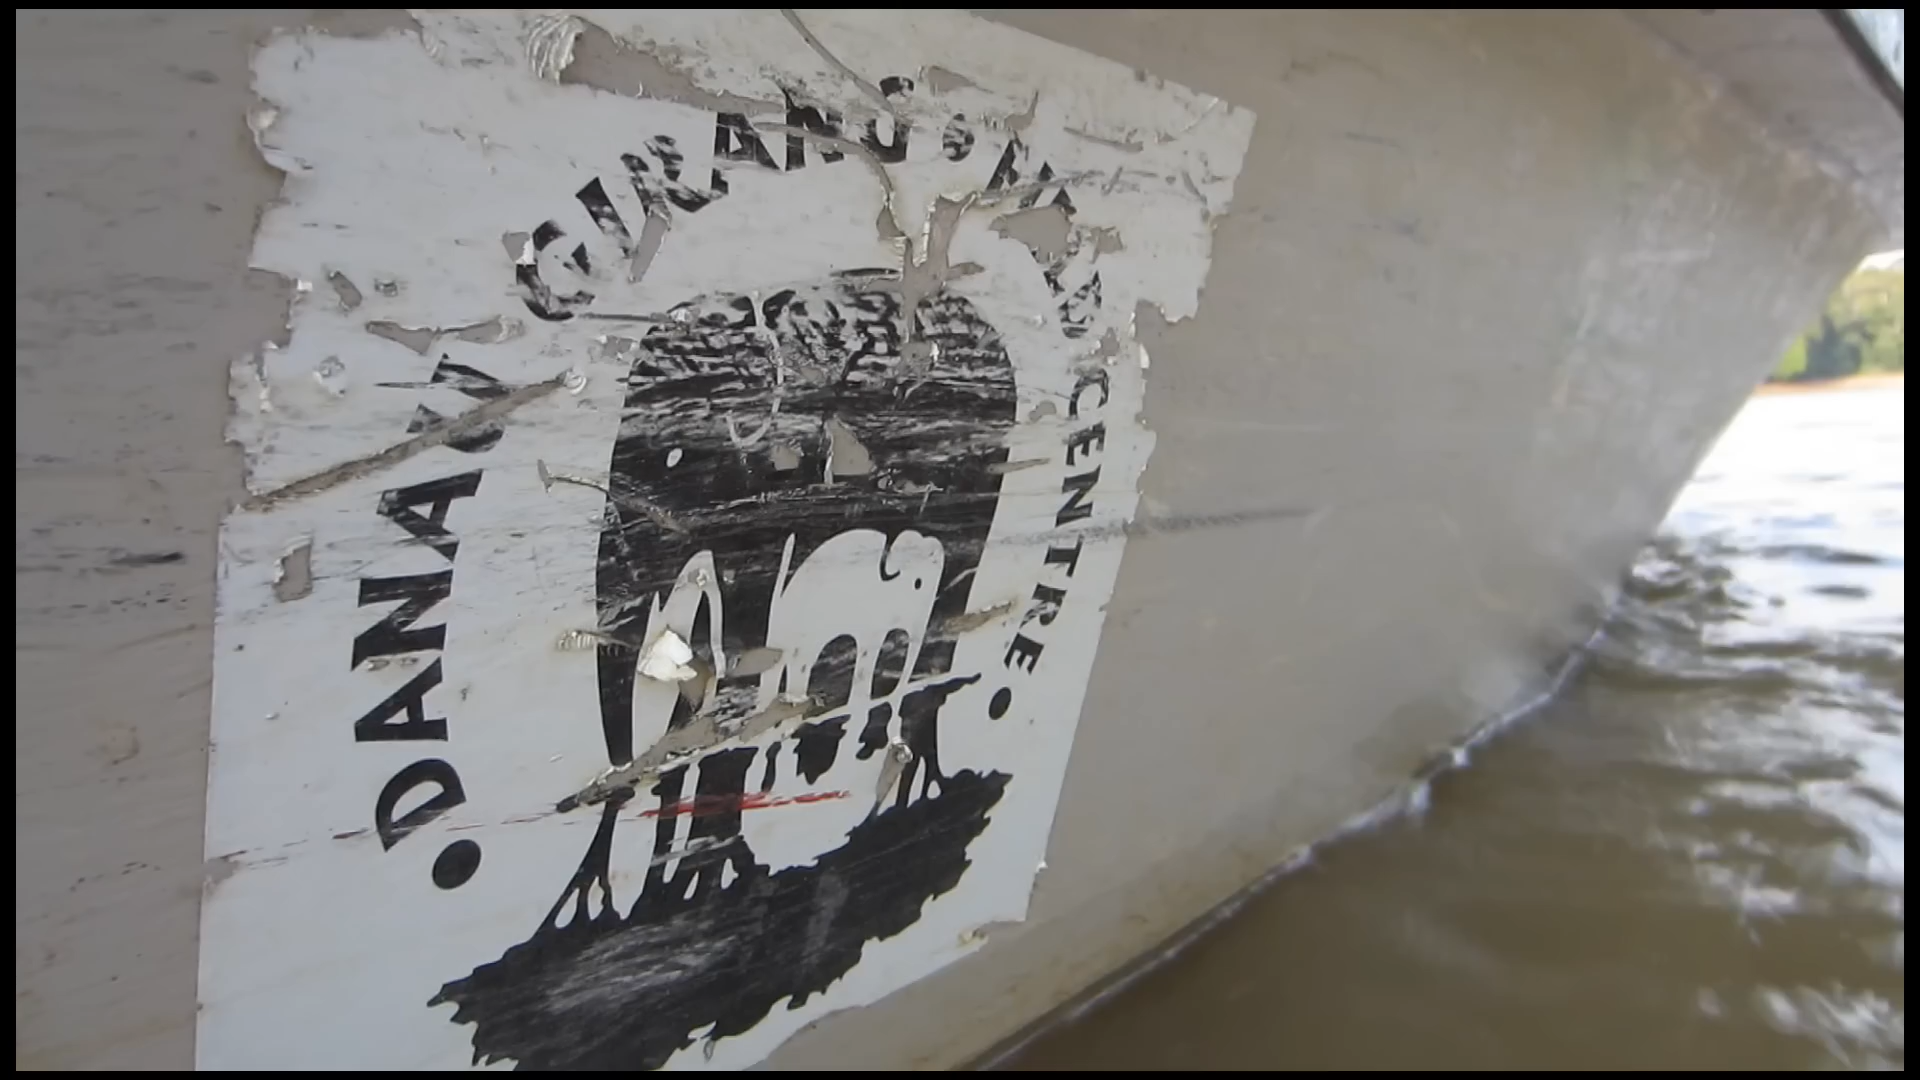 • DANAU GIRANG • CENTRE •